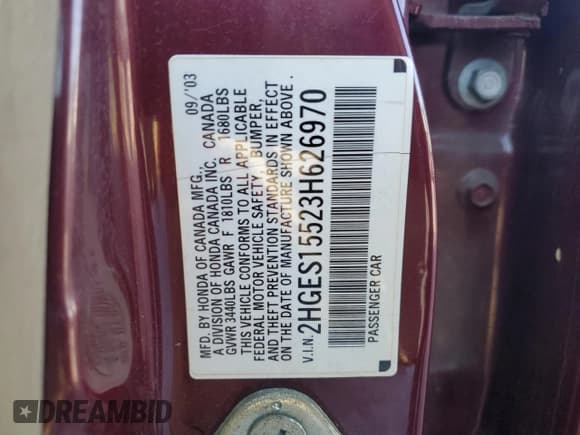 MFD. BY HONDA OF CANADA MFG., 09/'03
A DIVISION OF HONDA CANADA INC. CANADA
GVWR 3440LBS GAWR F 1810LBS R 1680LBS
THIS VEHICLE CONFORMS TO ALL APPLICABLE
FEDERAL MOTOR VEHICLE SAFETY, BUMPER,
AND THEFT PREVENTION STANDARDS IN EFFECT
ON THE DATE OF MANUFACTURE SHOWN ABOVE.
V.I.N. 2HGES15523H626970
PASSENGER CAR
DREAMBID